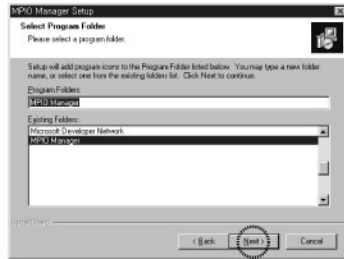 MPIO Manager Setup
Select Program Folder
Please select a program folder.
Setup will add program icons to the Program Folder listed below. You may type a new folder
name, or select one from the existing folders list. Click Next to continue.
Program Folders:
MPIO Manager
Existing Folders:
Microsoft Developer Network
MPIO Manager
InstallShield
< Back
Next >
Cancel